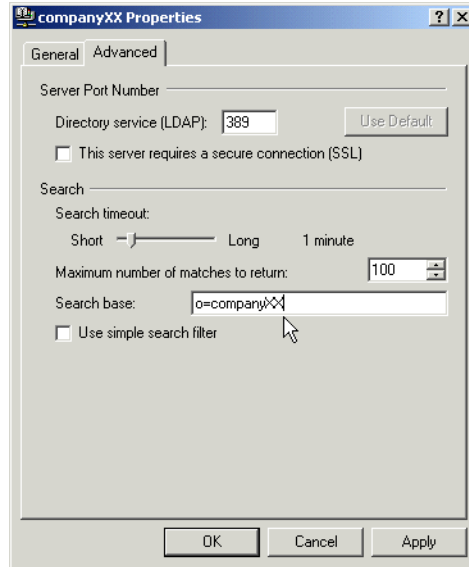 companyXX Properties
General Advanced
Server Port Number
Directory service (LDAP): 389 Use Default
This server requires a secure connection (SSL)
Search
Search timeout:
Short Long 1 minute
Maximum number of matches to return: 100
Search base: o=companyXX
Use simple search filter
OK Cancel Apply